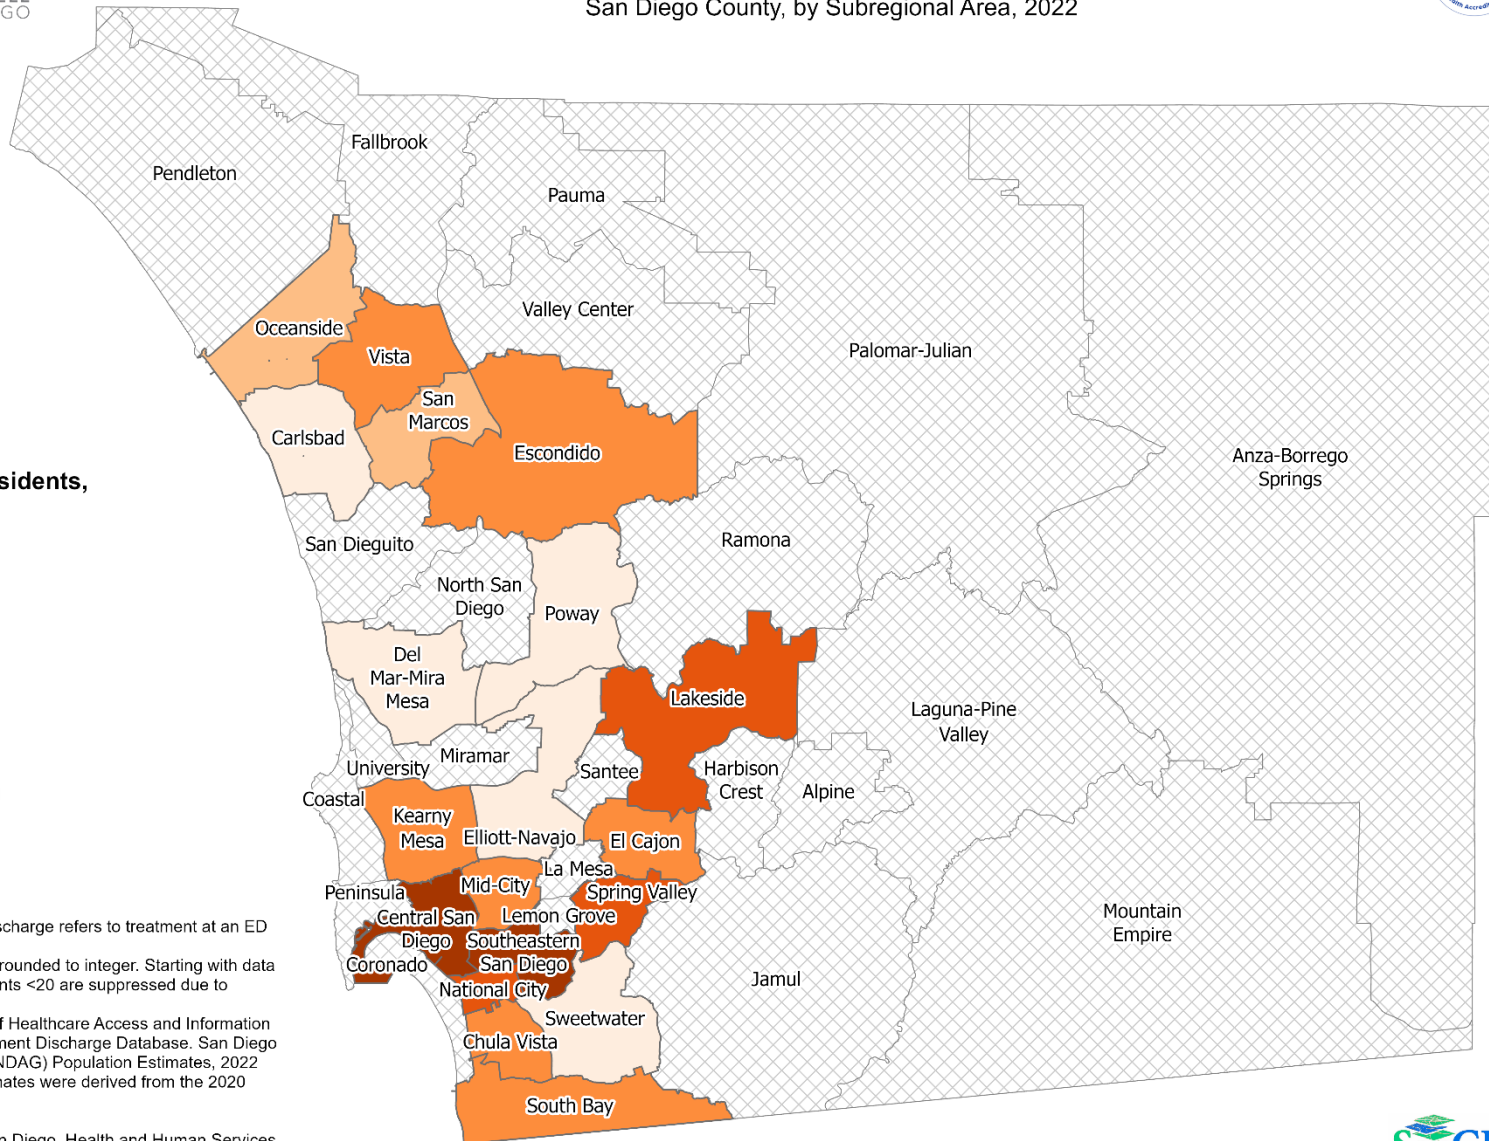 GO
San Diego County, by Subregional Area, 2022
Fallbrook
Pendleton
Pauma
Valley Center
Oceanside
Vista
Palomar-Julian
San
Marcos
Carlsbad
Escondido
Anza-Borrego
Springs
sidents,
Ramona
San Dieguito
North San
Diego
Poway
Del
Mar-Mira
Mesa
Lakeside
Laguna-Pine
Valley
Miramar
University
Santee
Harbison
Crest
Alpine
Coastal
Kearny
Mesa
Elliott-Navajo
El Cajon
La Mesa
Peninsula
Mid-City
Spring Valley
Central San
Diego
Lemon Grove
Mountain
Empire
Southeastern
San Diego
Coronado
Jamul
National City
Sweetwater
Chula Vista
South Bay
scharge refers to treatment at an ED
rounded to integer. Starting with data
nts <20 are suppressed due to
f Healthcare Access and Information
ment Discharge Database. San Diego
NDAG) Population Estimates, 2022
mates were derived from the 2020
n Diego, Health and Human Services